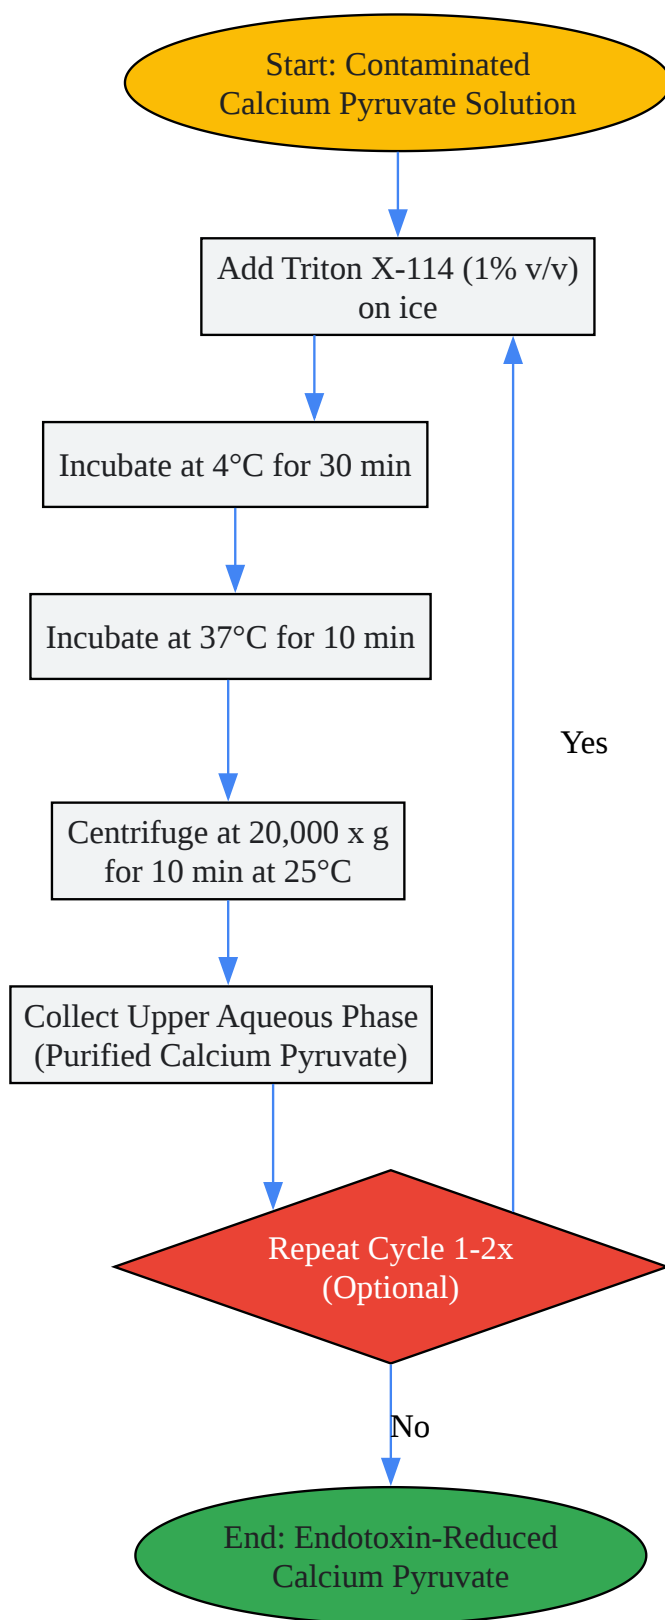 Start: Contaminated
Calcium Pyruvate Solution
Add Triton X-114 (1% v/v)
on ice
Incubate at 4°C for 30 min
Incubate at 37°C for 10 min
Yes
Centrifuge at 20,000 x g
for 10 min at 25°C
Collect Upper Aqueous Phase
(Purified Calcium Pyruvate)
Repeat Cycle 1-2x
(Optional)
No
End: Endotoxin-Reduced
Calcium Pyruvate